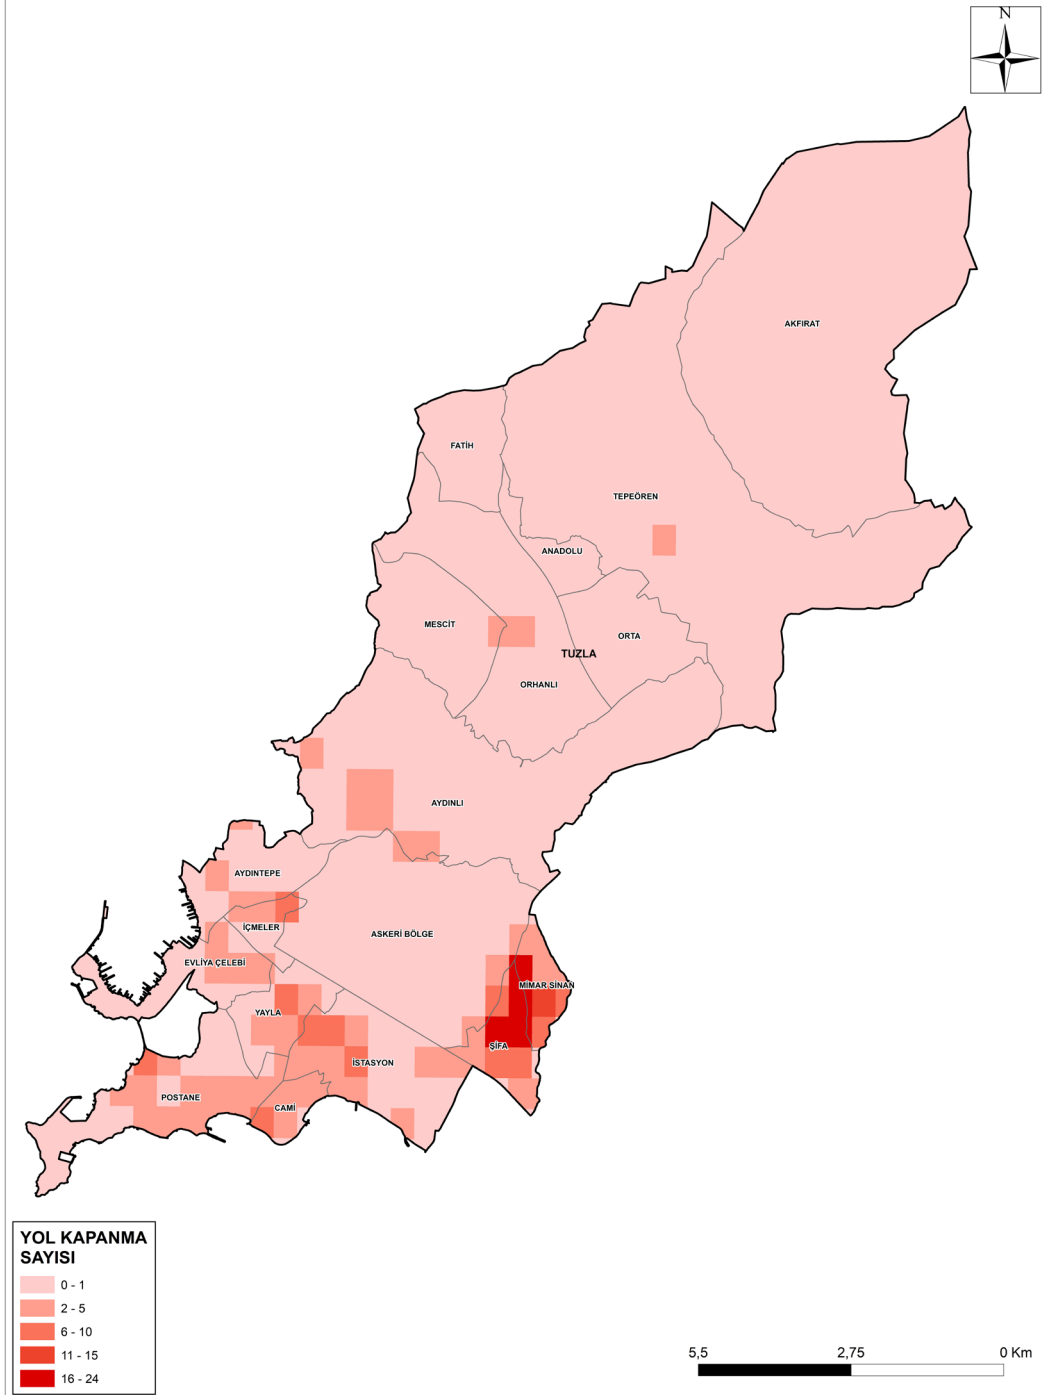 N
AKFIRAT
FATİH
TEPEÖREN
ANADOLU
MESCİT
ORTA
TUZLA
ORHANLI
AYDINLI
AYDINTEPE
İÇMELER
ASKERİ BÖLGE
EVLİYA ÇELEBİ
MİMAR SİNAN
YAYLA
ŞİFA
İSTASYON
POSTANE
CAMİ
YOL KAPANMA
SAYISI
0 - 1
2 - 5
6 - 10
11 - 15
16 - 24
5,5 2,75 0 Km